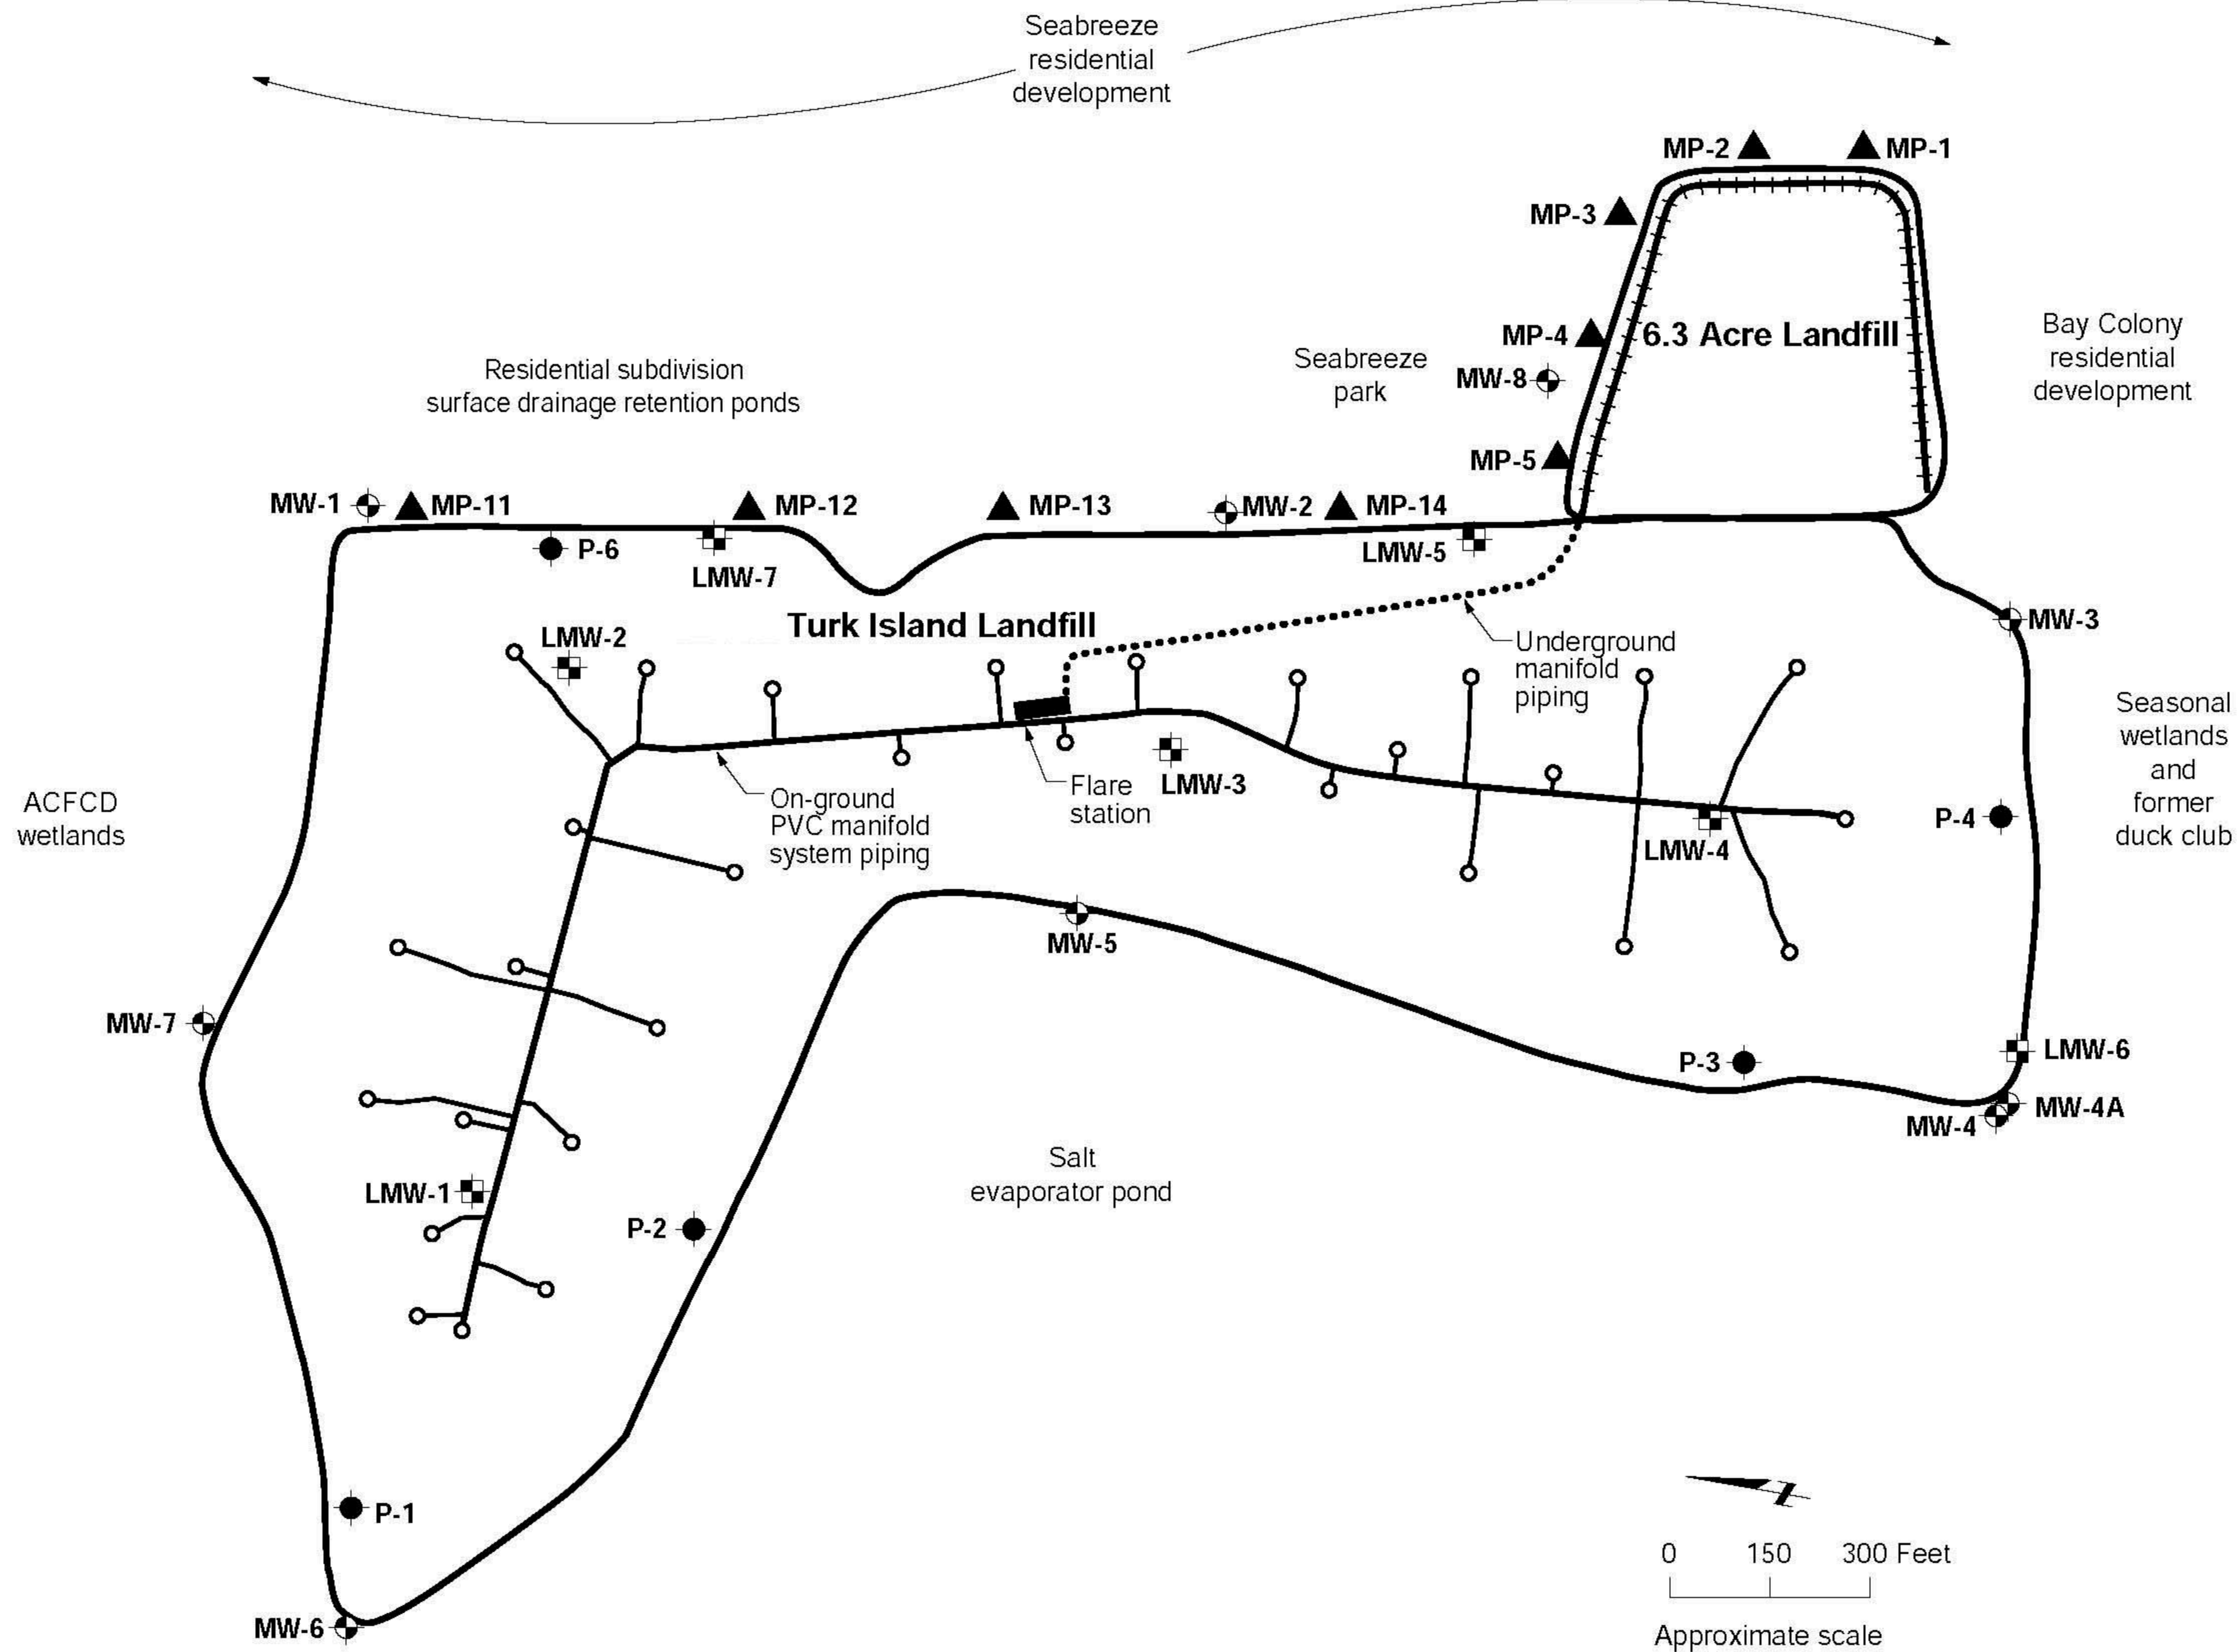 Seabreeze
residential
development
MP-2
MP-1
MP-3
MP-4
6.3 Acre Landfill
Bay Colony
residential
development
Seabreeze
park
MW-8
Residential subdivision
surface drainage retention ponds
MP-5
MW-1
MP-11
MP-12
MP-13
MW-2
MP-14
P-6
LMW-7
LMW-5
Turk Island Landfill
MW-3
LMW-2
Underground
manifold
piping
Seasonal
wetlands
and
former
duck club
ACFCD
wetlands
On-ground
PVC manifold
system piping
Flare
station
LMW-3
P-4
LMW-4
MW-5
MW-7
LMW-6
P-3
MW-4A
MW-4
Salt
evaporator pond
LMW-1
P-2
P-1
0 150 300 Feet
Approximate scale
MW-6